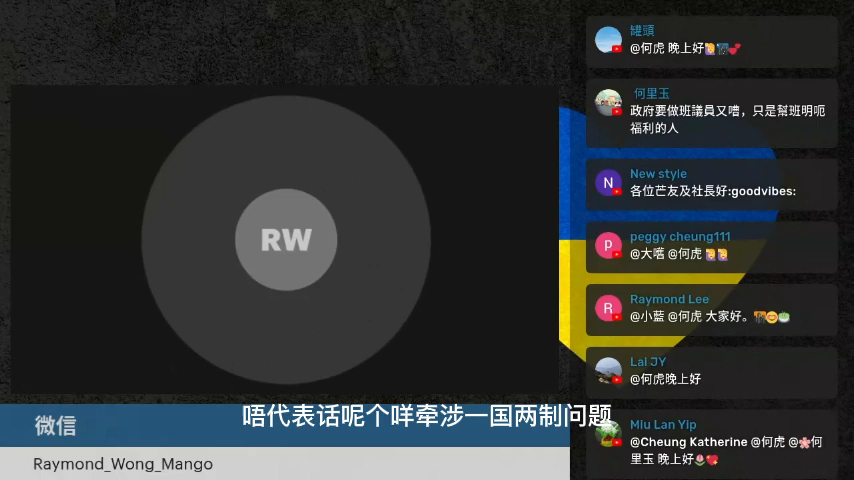 RW
微信
唔代表话呢个咩牵涉一国两制问题
Raymond_Wong_Mango
罐頭
@何虎 晚上好
何里玉
政府要做班議員又嘈，只是幫班明呃
福利的人
N
New style
各位芒友及社長好:goodvibes:
p
peggy cheung111
@大嚿 @何虎
R
Raymond Lee
@小藍 @何虎 大家好。
Lai JY
@何虎晚上好
Miu Lan Yip
@Cheung Katherine @何虎 @🌸何
里玉 晚上好